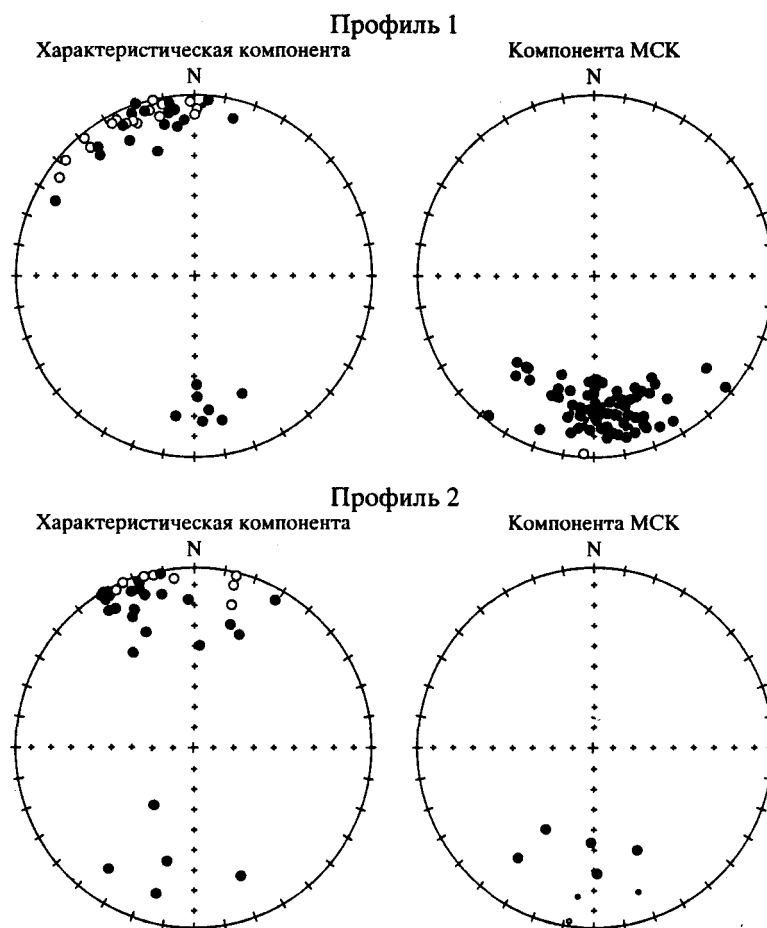 Профиль 1
Характеристическая компонента
Компонента МСК
N
N
Профиль 2
Характеристическая компонента
Компонента МСК
N
N